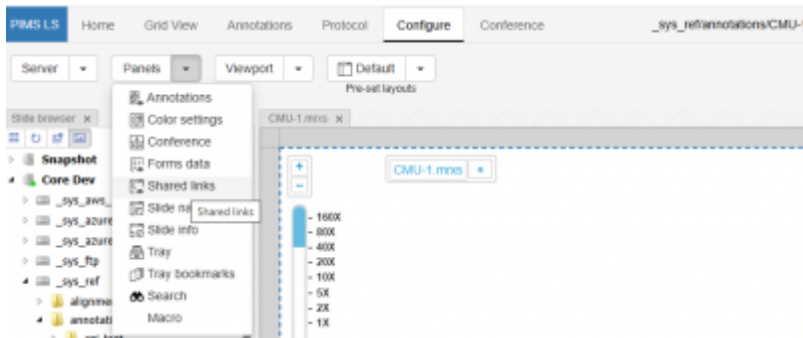 PIMS LS Home Grid View Annotations Protocol Configure Conference _sys_ref/annotations/CMU-1
Server Panels Viewport Default
Pre-set layouts
Slide browser x CMU-1.mrxs x
Annotations
Color settings
Conference
Forms data
Shared links
Slide
Shared links
Slide info
Tray
Tray bookmarks
Search
Macro
Snapshot
Core Dev
_sys_aws_
_sys_azure
_sys_azure
_sys_ftp
_sys_ref
alignme
annotati
CMU-1.mrxs
+
-
160X
80X
40X
20X
10X
5X
2X
1X